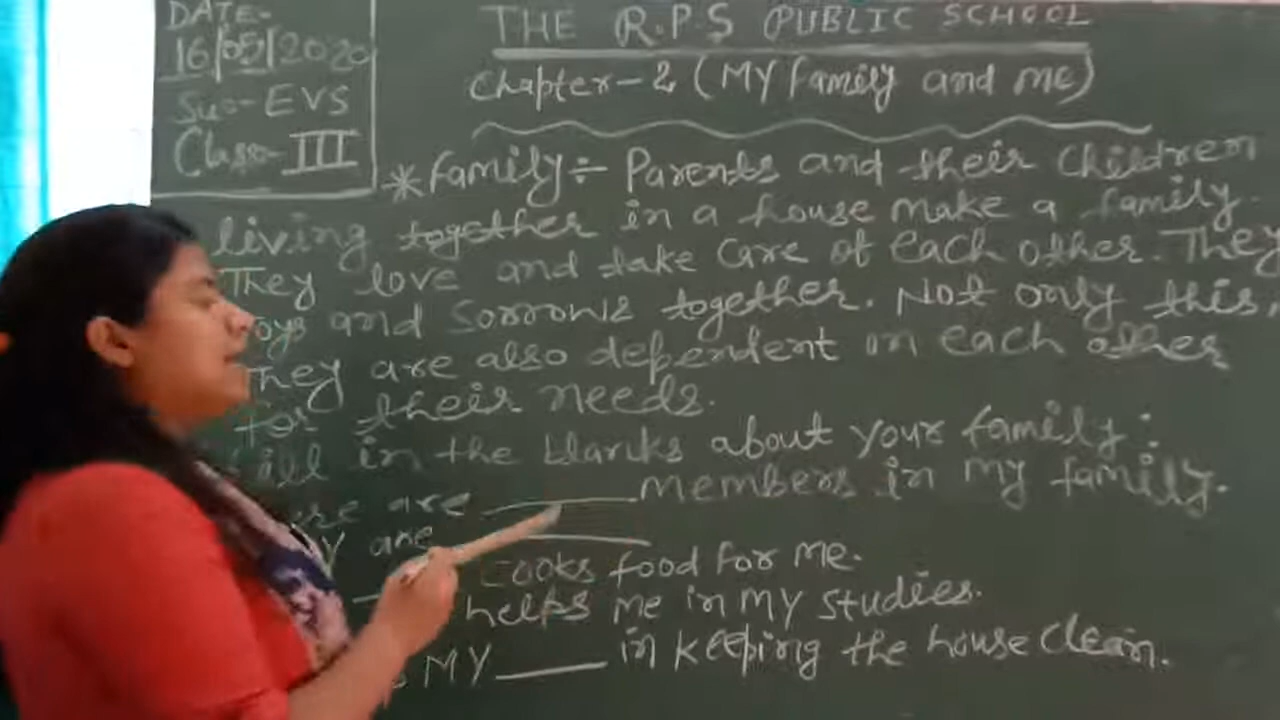 DATE-
16/05/2020
Sub- EVS
Class- III
THE R.P.S PUBLIC SCHOOL
Chapter-2 (My family and me)
*Family:- Parents and their Children
living together in a house make a family.
They love and take care of each other. They
joys and Sorrows together. Not only this,
They are also dependent on each other
for their needs.
fill in the blanks about your family:
are ____ members in my family.
are ____
cooks food for me.
helps me in my studies.
My ____ in keeping the house clean.